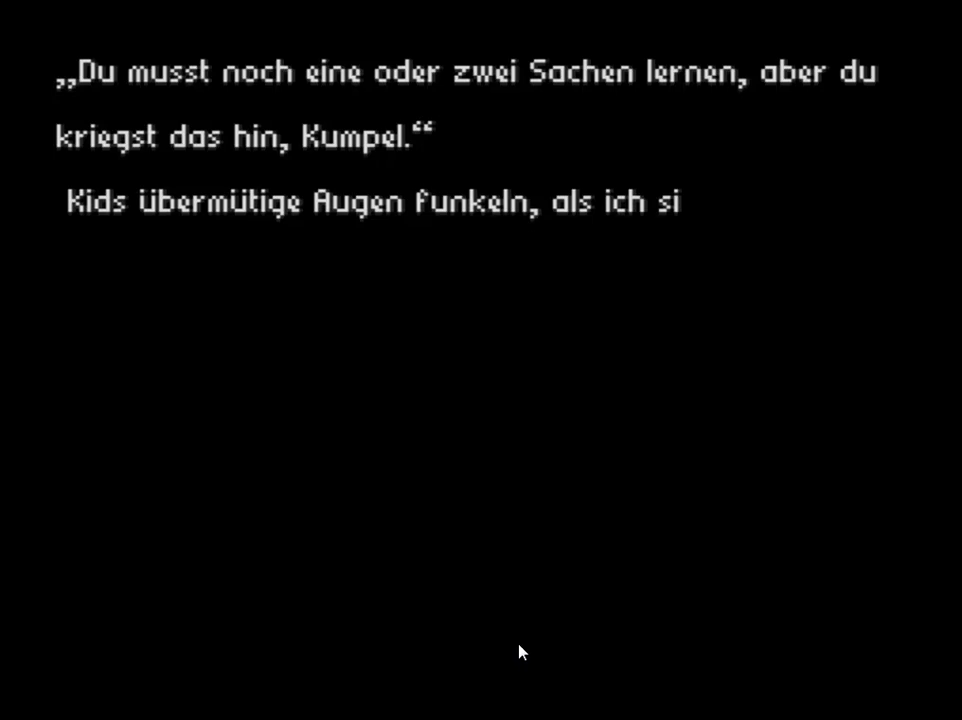 „Du musst noch eine oder zwei Sachen lernen, aber du
kriegst das hin, Kumpel.“
Kids übermütige Augen funkeln, als ich si